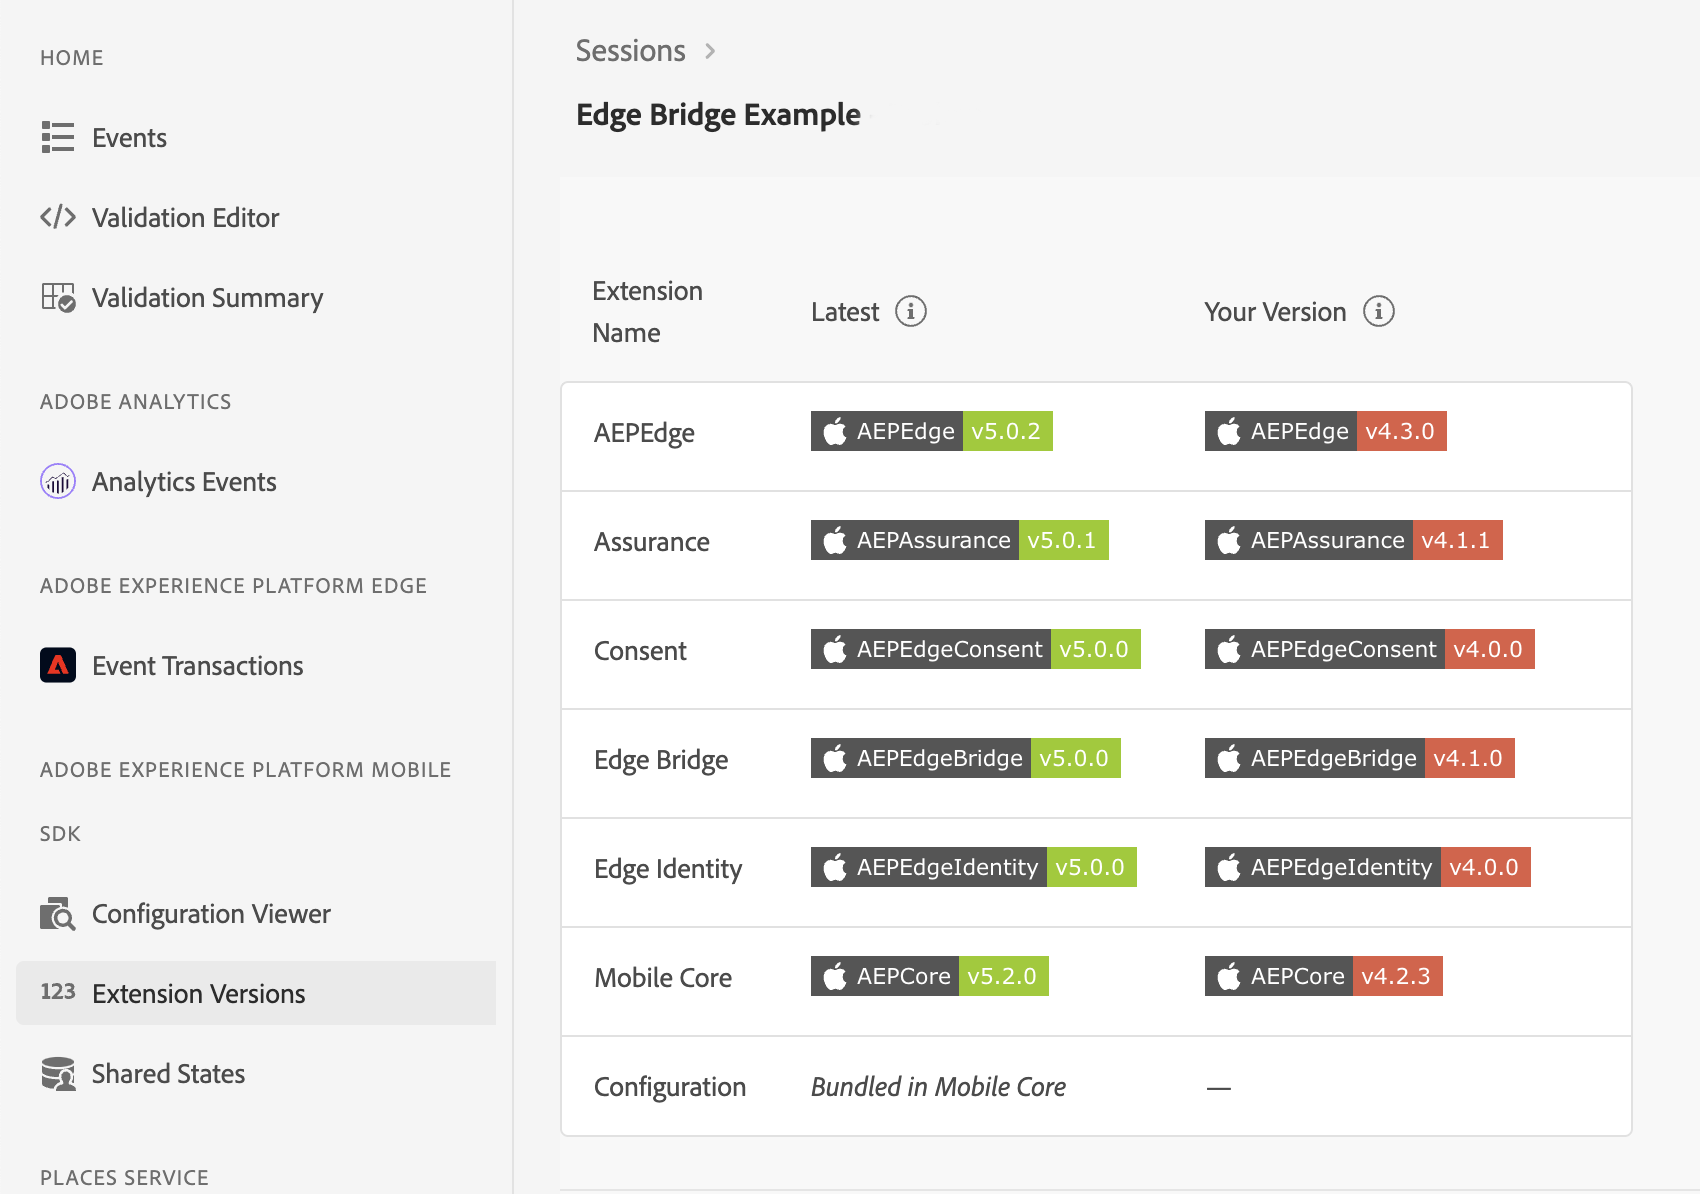 HOME
Events
Validation Editor
Validation Summary
ADOBE ANALYTICS
Analytics Events
ADOBE EXPERIENCE PLATFORM EDGE
Event Transactions
ADOBE EXPERIENCE PLATFORM MOBILE
SDK
Configuration Viewer
123 Extension Versions
Shared States
PLACES SERVICE
Sessions >
Edge Bridge Example
Extension
Name
Latest i Your Version i
AEPEdge AEPEdge v5.0.2 AEPEdge v4.3.0
Assurance AEPAssurance v5.0.1 AEPAssurance v4.1.1
Consent AEPEdgeConsent v5.0.0 AEPEdgeConsent v4.0.0
Edge Bridge AEPEdgeBridge v5.0.0 AEPEdgeBridge v4.1.0
Edge Identity AEPEdgeIdentity v5.0.0 AEPEdgeIdentity v4.0.0
Mobile Core AEPCore v5.2.0 AEPCore v4.2.3
Configuration Bundled in Mobile Core —